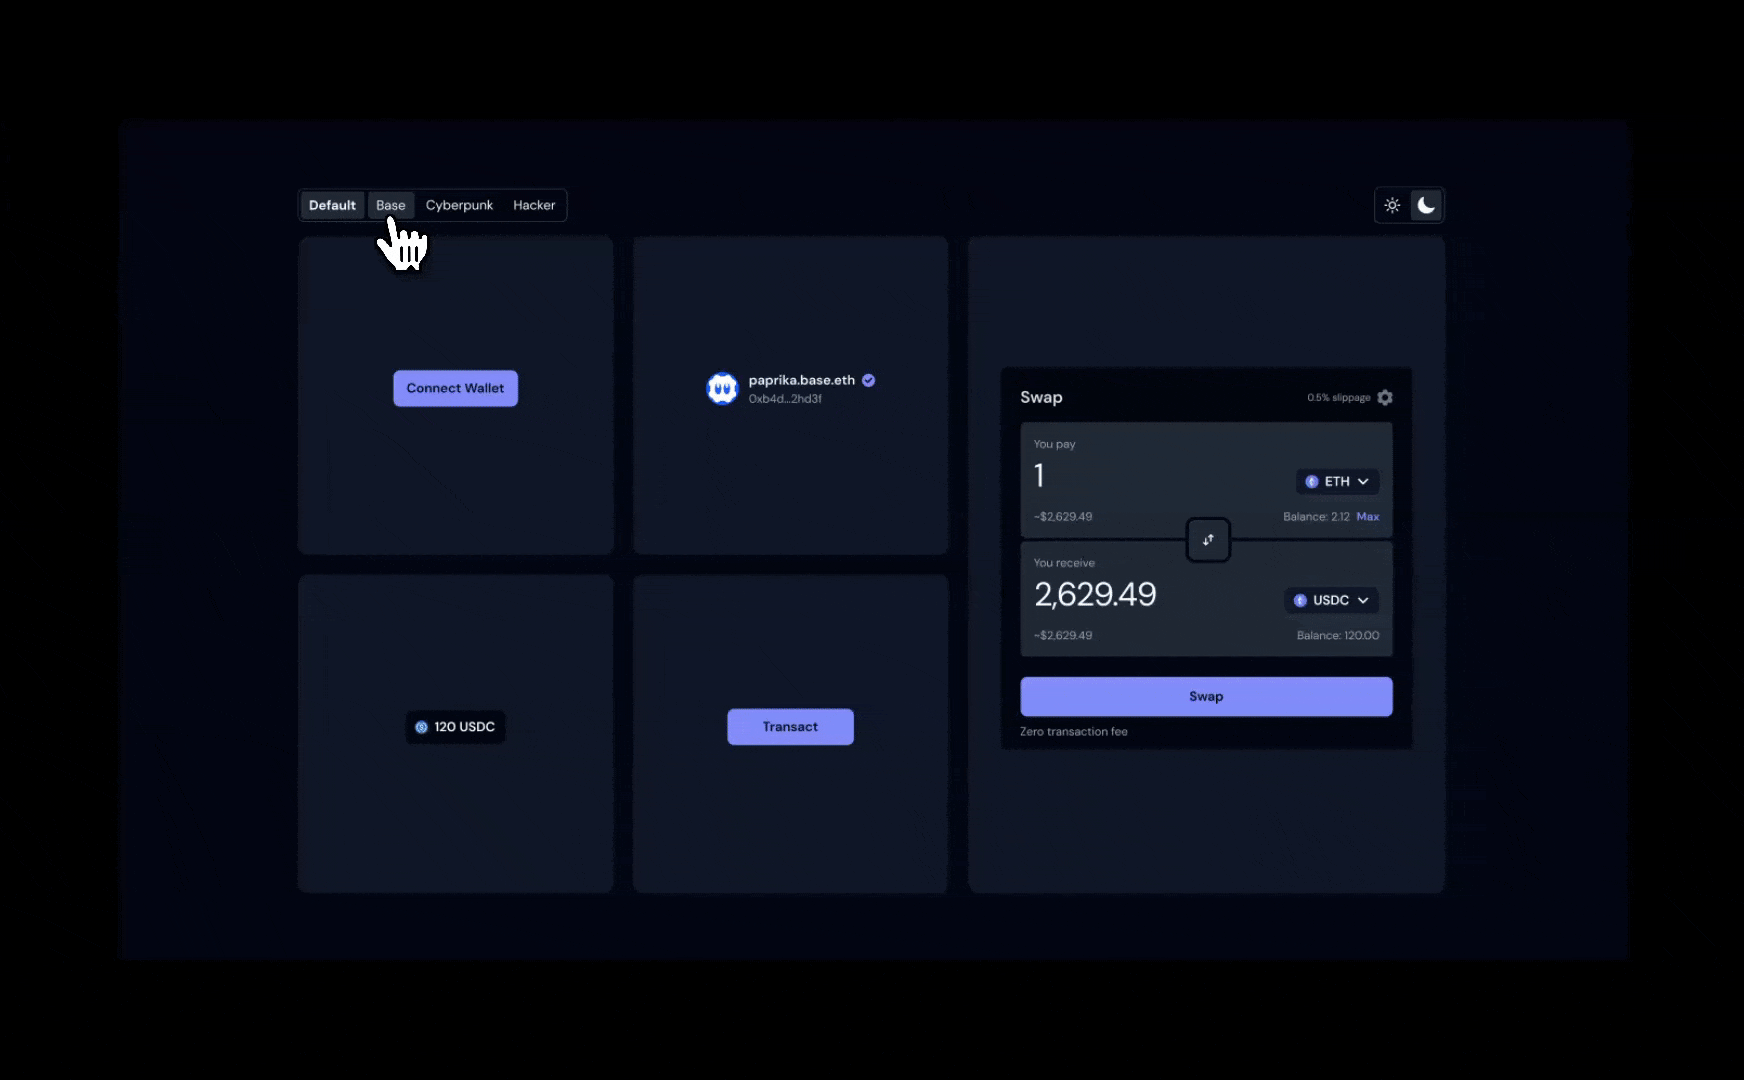 Default Base Cyberpunk Hacker
Connect Wallet
paprika.base.eth
0xb4d...2hd3f
120 USDC
Transact
Swap
0.5% slippage
You pay
1
ETH
~$2,629.49
Balance: 2.12 Max
You receive
2,629.49
USDC
~$2,629.49
Balance: 120.00
Swap
Zero transaction fee